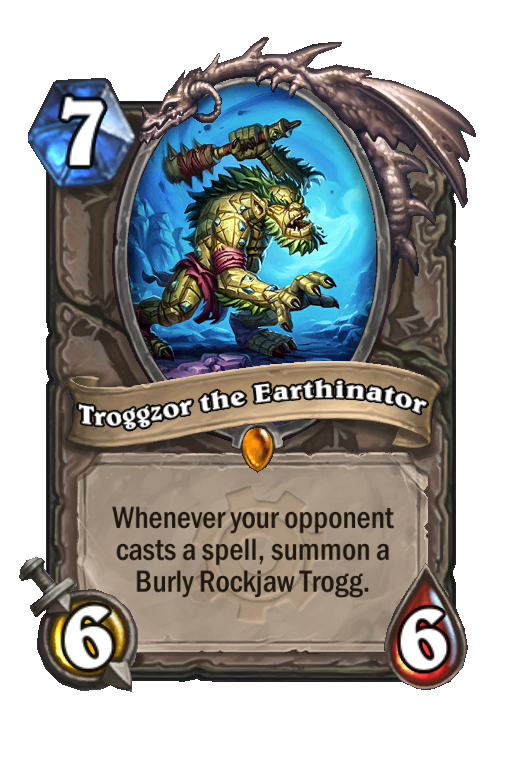 7
Troggzor the Earthinator
Whenever your opponent
casts a spell, summon a
Burly Rockjaw Trogg.
6
6